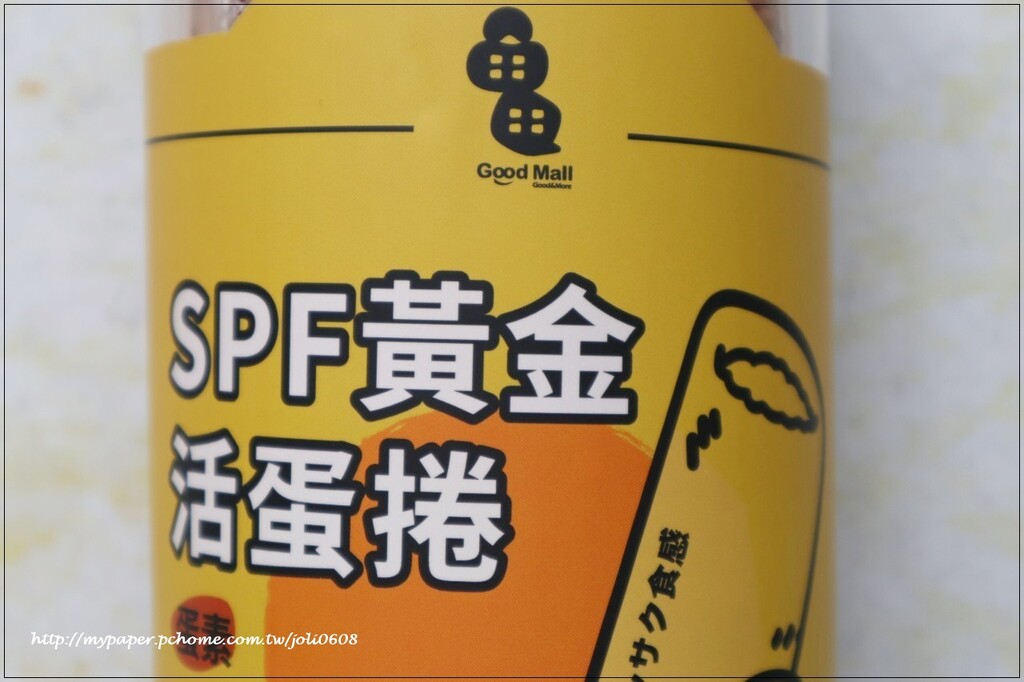 Good Mall
Good&More
SPF黃金
活蛋捲
蛋素
サク食感
http://mypaper.pchome.com.tw/joli0608